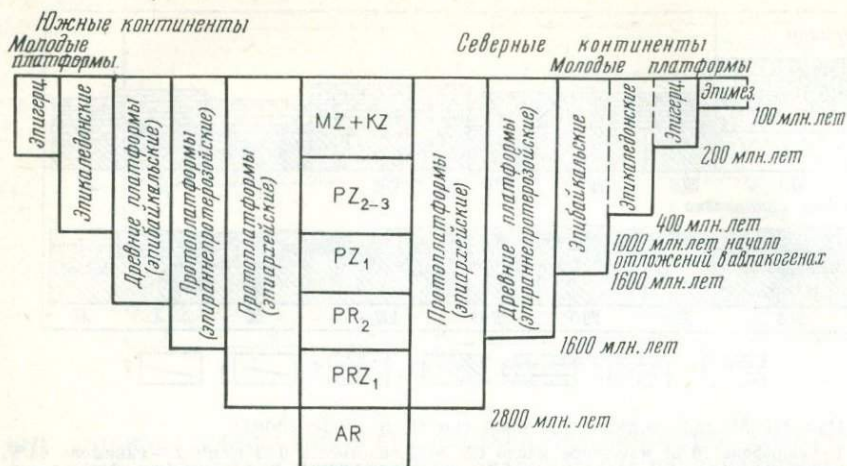 Южные континенты
Молодые
платформы
Северные континенты
Молодые платформы
Эпигерц.
Эпикаледонские
Древние платформы
(эпибайкальские)
Протоплатформы
(эпираннепротерозойские)
Протоплатформы
(эпиархейские)
MZ+KZ
PZ2-3
PZ1
PR2
PRZ1
AR
Протоплатформы
(эпиархейские)
Древние платформы
(эпираннепротерозойские)
Эпибайкальские
Эпикаледонские
Эпигерц.
Эпимез.
100 млн. лет
200 млн. лет
400 млн. лет
1000 млн. лет начало
отложений в авлакогенах
1600 млн. лет
1600 млн. лет
2800 млн. лет